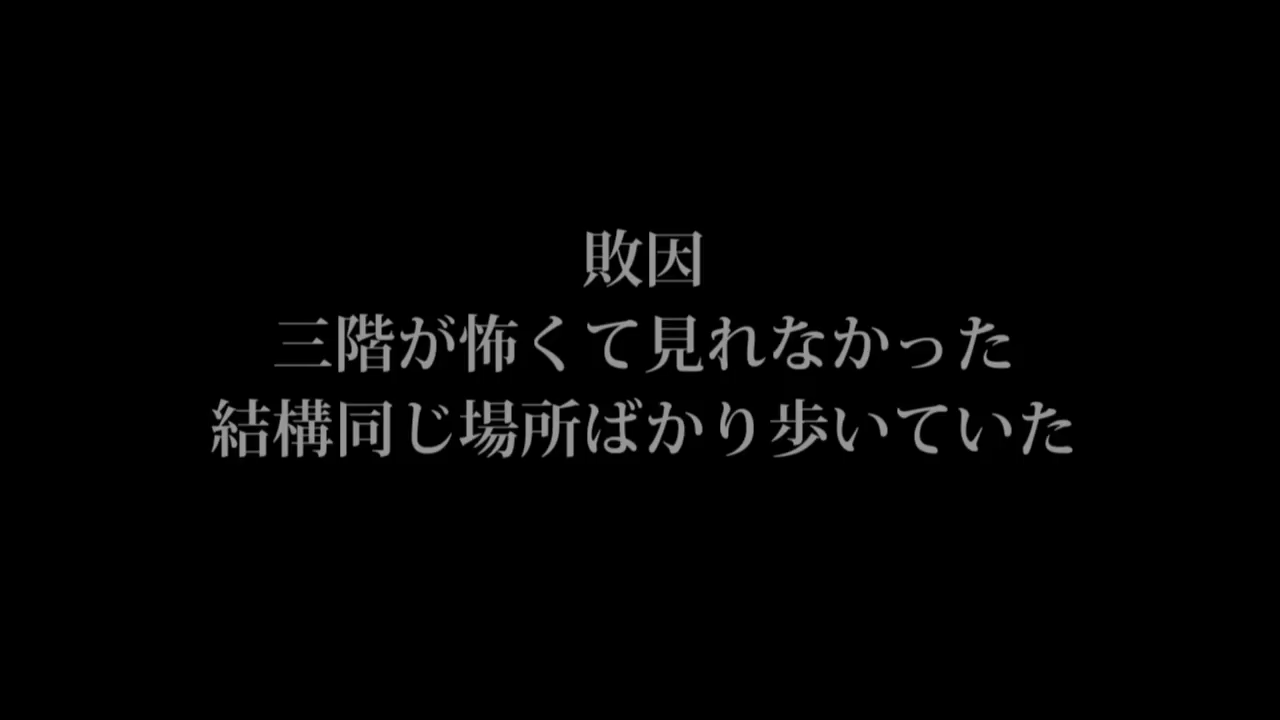 敗因
三階が怖くて見れなかった
結構同じ場所ばかり歩いていた